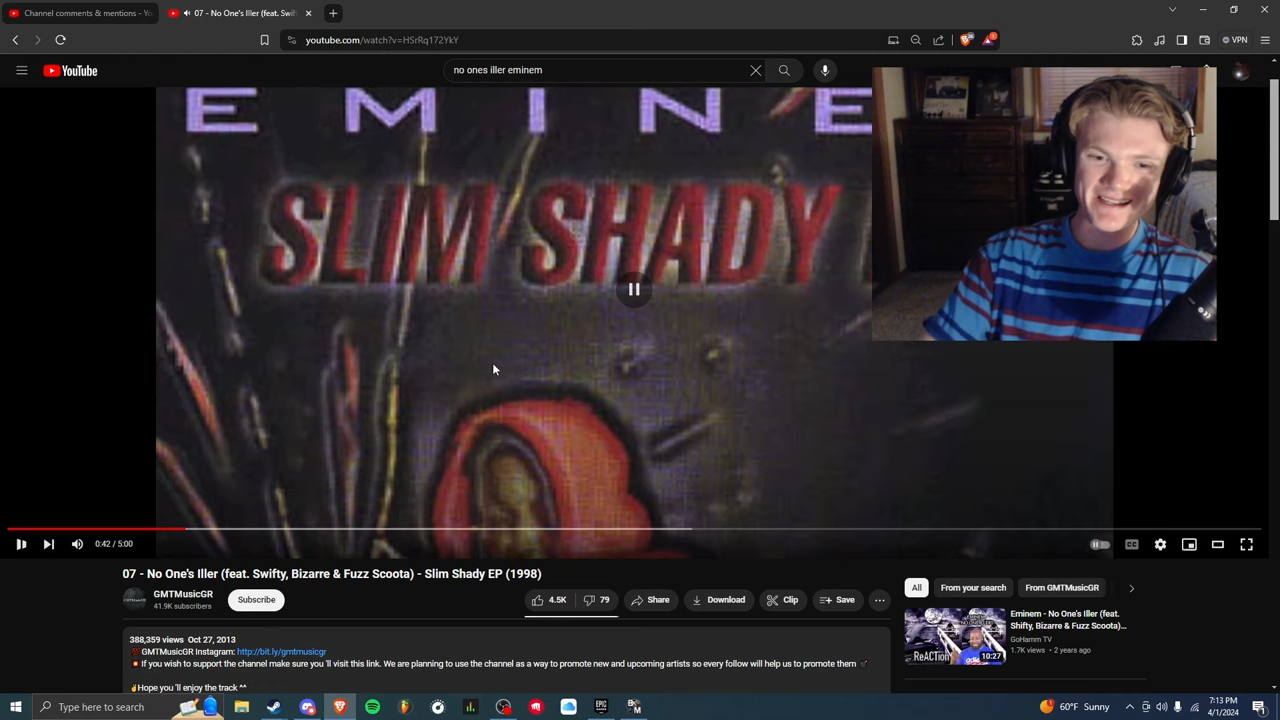 Channel comments & mentions - Yo
07 - No One's Iller (feat. Swift
youtube.com/watch?v=HSrRq172YkY
VPN
YouTube
no ones iller eminem
E M I N E
SLIM SHADY
0:42 / 5:00
CC
07 - No One's Iller (feat. Swifty, Bizarre & Fuzz Scoota) - Slim Shady EP (1998)
GMTMusicGR
41.9K subscribers
Subscribe
4.5K
79
Share
Download
Clip
Save
All
From your search
From GMTMusicGR
388,359 views Oct 27, 2013
GMTMusicGR Instagram: http://bit.ly/gmtmusicgr
If you wish to support the channel make sure you 'll visit this link. We are planning to use the channel as a way to promote new and upcoming artists so every follow will help us to promote them
Hope you 'll enjoy the track ^^
ReACTion
10:27
Eminem - No One's Iller (feat.
Shifty, Bizarre & Fuzz Scoota)...
GoHamm TV
1.7K views • 2 years ago
Type here to search
60°F Sunny
7:13 PM
4/1/2024